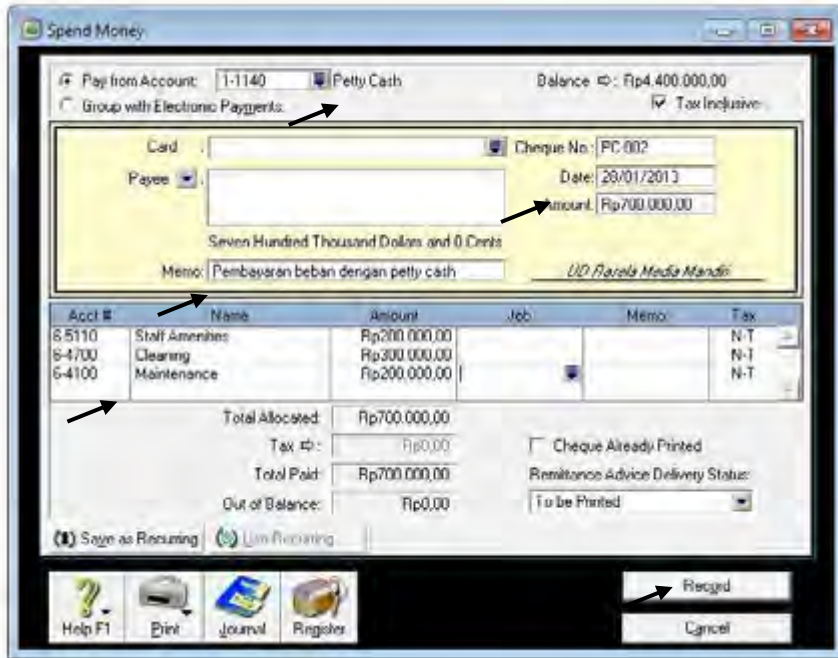 Spend Money
Pay from Account: 1-1140 Petty Cash Balance ⇨: Rp4.400.000,00
Group with Electronic Payments Tax Inclusive
Card : Cheque No.: PC 002
Payee : Date: 28/01/2013
Amount: Rp700.000,00
Seven Hundred Thousand Dollars and 0 Cents
Memo: Pembayaran beban dengan petty cash UD Media Mandiri
Acct # Name Amount Job Memo Tax
6-5110 Staff Amenities Rp200.000,00 N-T
6-4700 Cleaning Rp300.000,00 N-T
6-4100 Maintenance Rp200.000,00 N-T
Total Allocated: Rp700.000,00
Tax ⇨: Rp0,00 Cheque Already Printed
Total Paid: Rp700.000,00 Remittance Advice Delivery Status:
Out of Balance: Rp0,00 To be Printed
Save as Recurring Use Recurring
Record
Help F1 Print Journal Register
Cancel